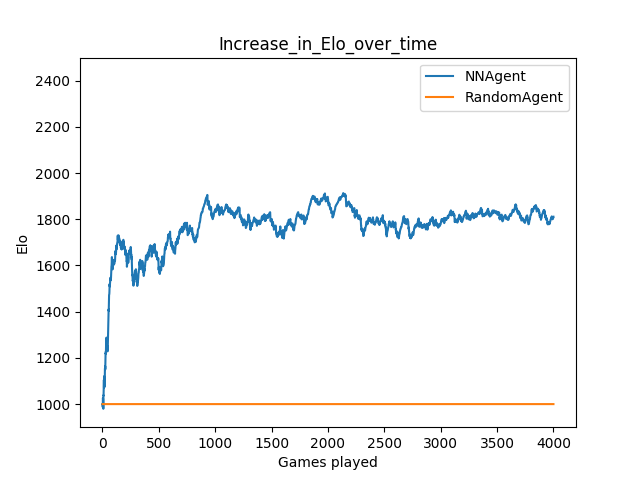 Increase_in_Elo_over_time
NNAgent
RandomAgent
2400
2200
2000
1800
1600
1400
1200
1000
Elo
0 500 1000 1500 2000 2500 3000 3500 4000
Games played